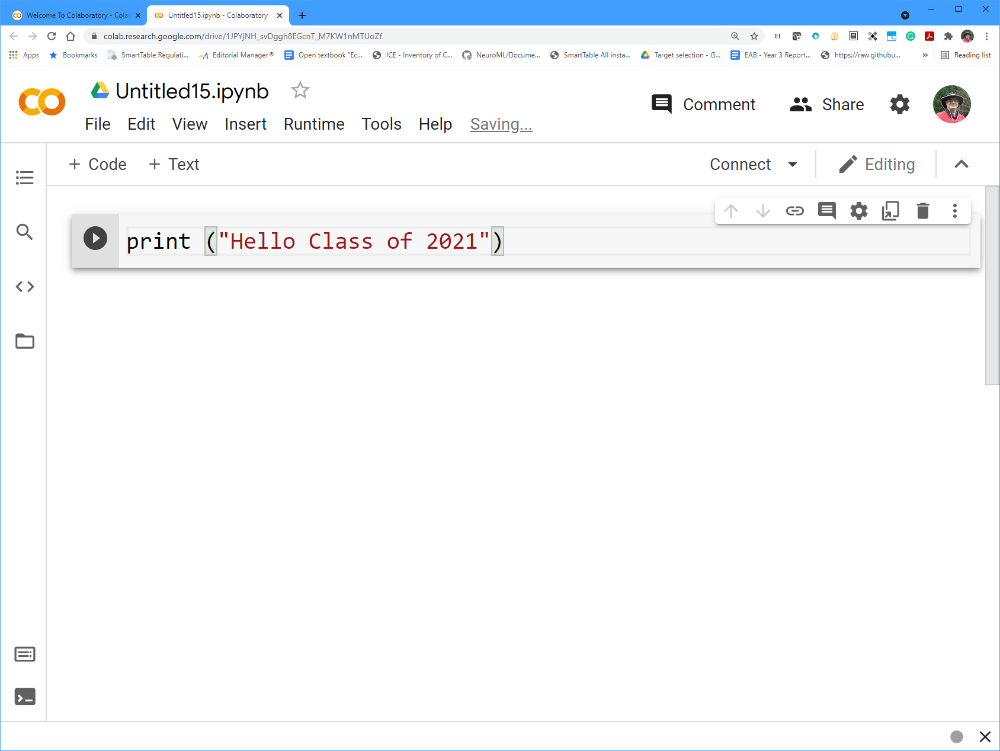 Welcome To Colaboratory - Cola
Untitled15.ipynb - Colaboratory
colab.research.google.com/drive/1JPYjNH_svDggh8EGcnT_M7KW1nMTUoZf
H
Apps
Bookmarks
SmartTable Regulati...
Editorial Manager®
Open textbook “Ec...
ICE - Inventory of C...
NeuroML/Docume...
SmartTable All insta...
Target selection - G...
EAB - Year 3 Report...
https://raw.githubu...
»
Reading list
Untitled15.ipynb
Comment
Share
File Edit View Insert Runtime Tools Help Saving...
+ Code + Text
Connect
Editing
print ("Hello Class of 2021")